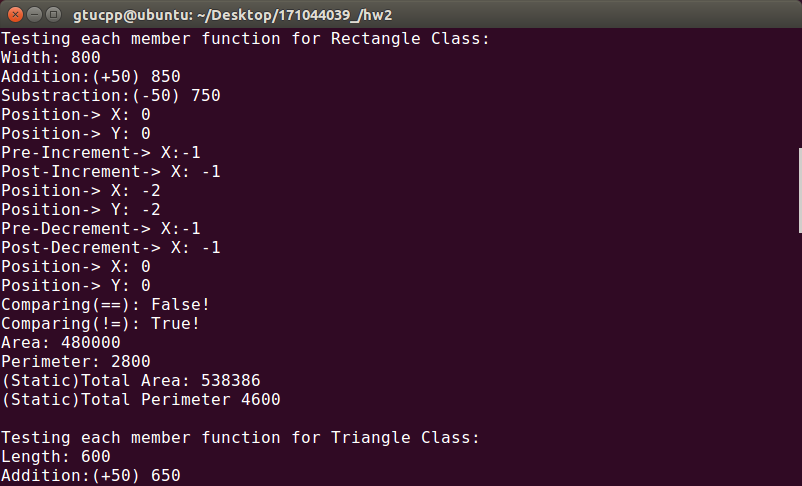 gtucpp@ubuntu: ~/Desktop/171044039_/hw2
Testing each member function for Rectangle Class:
Width: 800
Addition:(+50) 850
Substraction:(-50) 750
Position-> X: 0
Position-> Y: 0
Pre-Increment-> X:-1
Post-Increment-> X: -1
Position-> X: -2
Position-> Y: -2
Pre-Decrement-> X:-1
Post-Decrement-> X: -1
Position-> X: 0
Position-> Y: 0
Comparing(==): False!
Comparing(!=): True!
Area: 480000
Perimeter: 2800
(Static)Total Area: 538386
(Static)Total Perimeter 4600
Testing each member function for Triangle Class:
Length: 600
Addition:(+50) 650